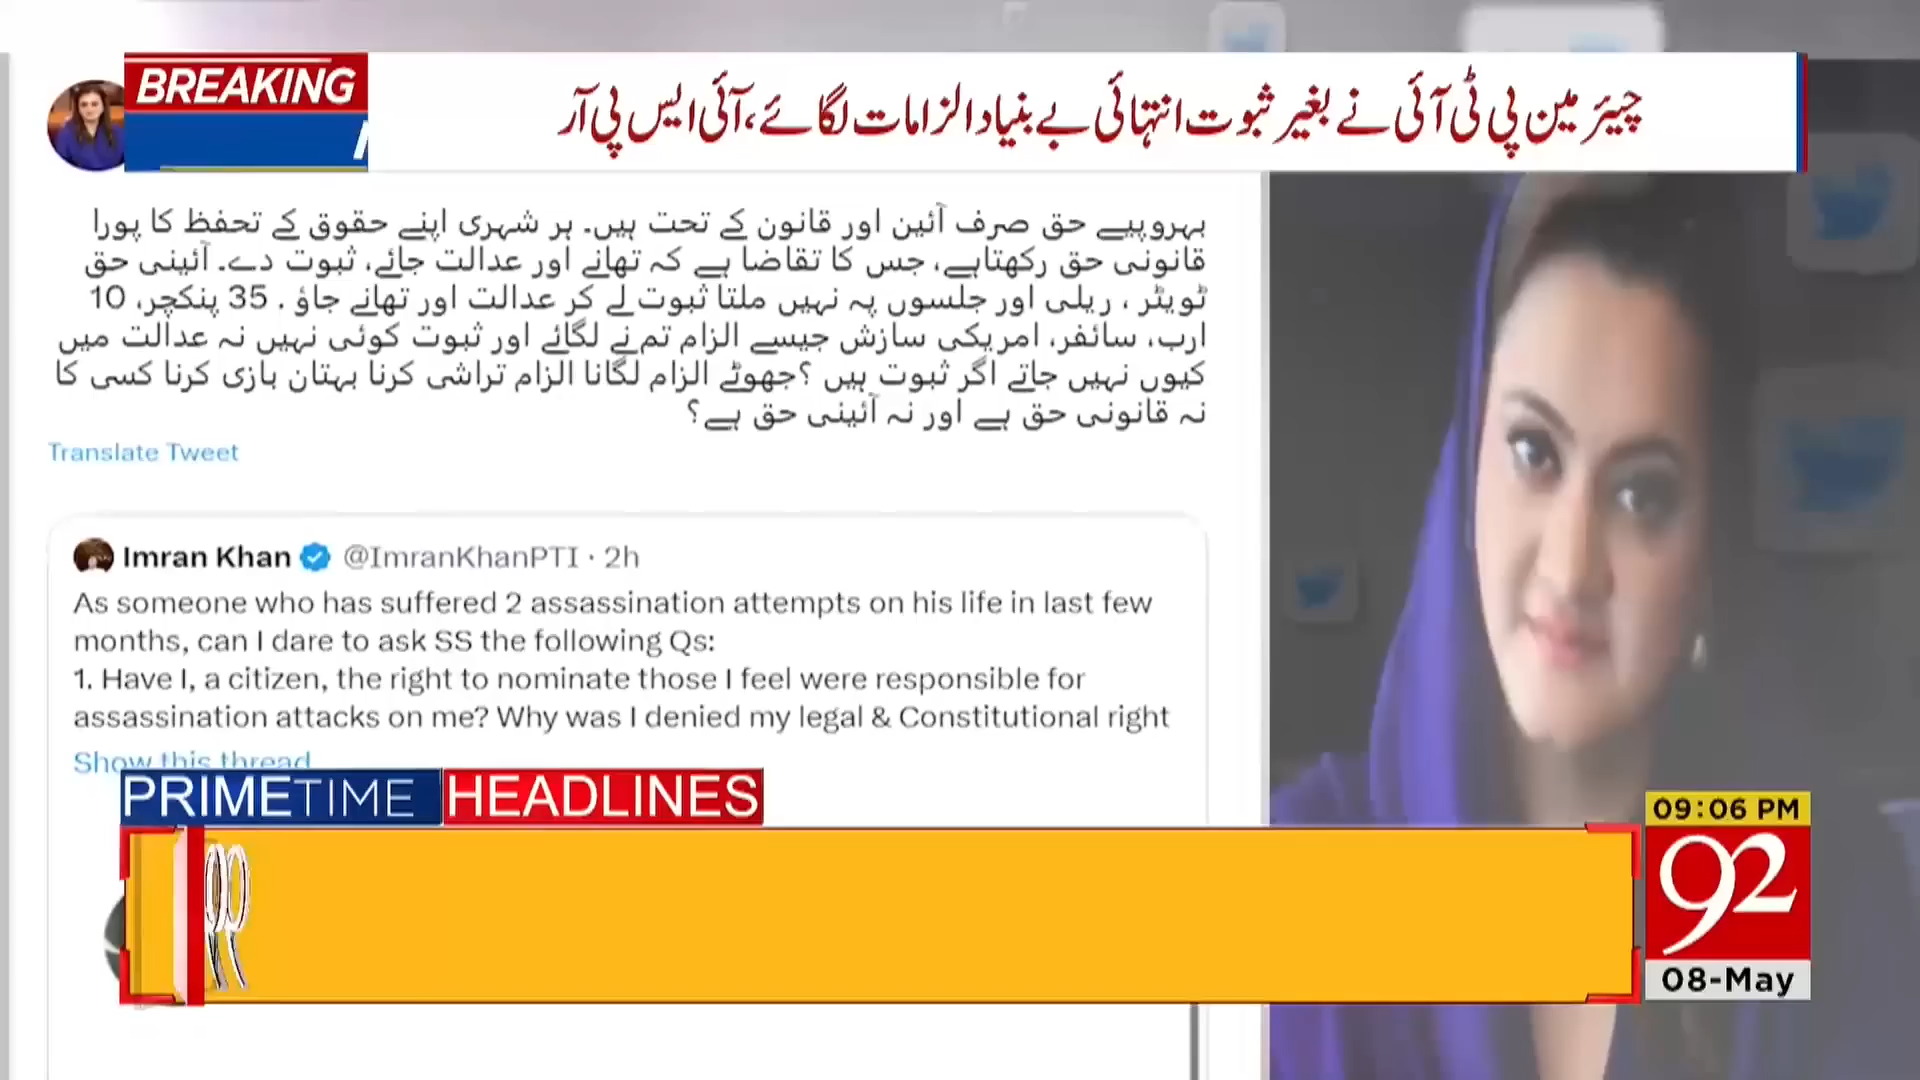 BREAKING
چیئرمین پی ٹی آئی نے بغیر ثبوت انتہائی بے بنیاد الزامات لگائے، آئی ایس پی آر
بہروپیے حق صرف آئین اور قانون کے تحت ہیں۔ ہر شہری اپنے حقوق کے تحفظ کا پورا
قانونی حق رکھتاہے، جس کا تقاضا ہے کہ تھانے اور عدالت جائے، ثبوت دے۔ آئینی حق
ٹویٹر ، ریلی اور جلسوں پہ نہیں ملتا ثبوت لے کر عدالت اور تھانے جاؤ . 35 پنکچر، 10
ارب، سائفر، امریکی سازش جیسے الزام تم نے لگائے اور ثبوت کوئی نہیں نہ عدالت میں
کیوں نہیں جاتے اگر ثبوت ہیں ؟جھوٹے الزام لگانا الزام تراشی کرنا بہتان بازی کرنا کسی کا
نہ قانونی حق ہے اور نہ آئینی حق ہے؟
Translate Tweet
Imran Khan @ImranKhanPTI · 2h
As someone who has suffered 2 assassination attempts on his life in last few
months, can I dare to ask SS the following Qs:
1. Have I, a citizen, the right to nominate those I feel were responsible for
assassination attacks on me? Why was I denied my legal & Constitutional right
Show this thread
PRIMETIME HEADLINES
09:06 PM
92
08-May